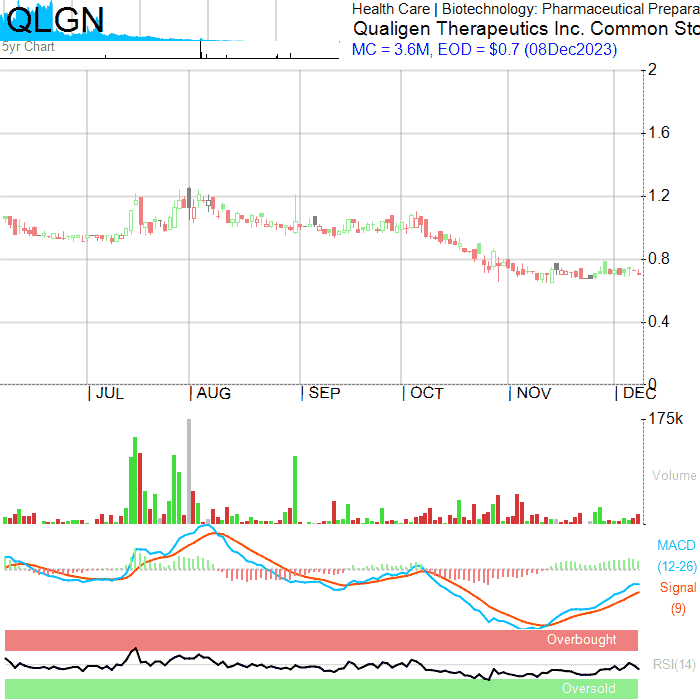 QLGN
5yr Chart
Health Care | Biotechnology: Pharmaceutical Prepara
Qualigen Therapeutics Inc. Common Sto
MC = 3.6M, EOD = $0.7 (08Dec2023)
2
1.6
1.2
0.8
0.4
0
JUL
AUG
SEP
OCT
NOV
DEC
175k
Volume
MACD
(12-26)
Signal
(9)
Overbought
RSI(14)
Oversold